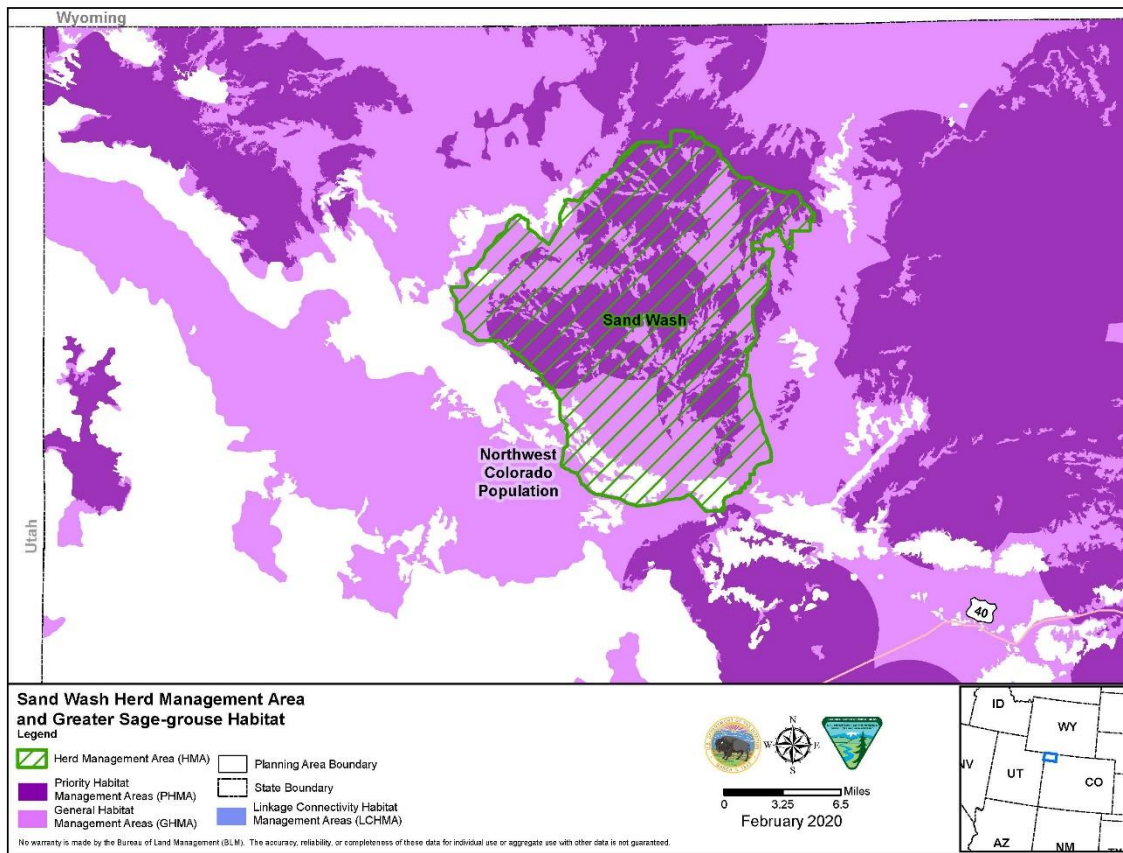 Wyoming
Utah
Sand Wash
Northwest
Colorado
Population
40
Sand Wash Herd Management Area
and Greater Sage-grouse Habitat
Legend
Herd Management Area (HMA)
Priority Habitat
Management Areas (PHMA)
General Habitat
Management Areas (GHMA)
Planning Area Boundary
State Boundary
Linkage Connectivity Habitat
Management Areas (LCHMA)
N
W
E
S
Miles
0
3.25
6.5
February 2020
No warranty is made by the Bureau of Land Management (BLM). The accuracy, reliability, or completeness of these data for individual use or aggregate use with other data is not guaranteed.
ID
WY
NV
UT
CO
AZ
NM